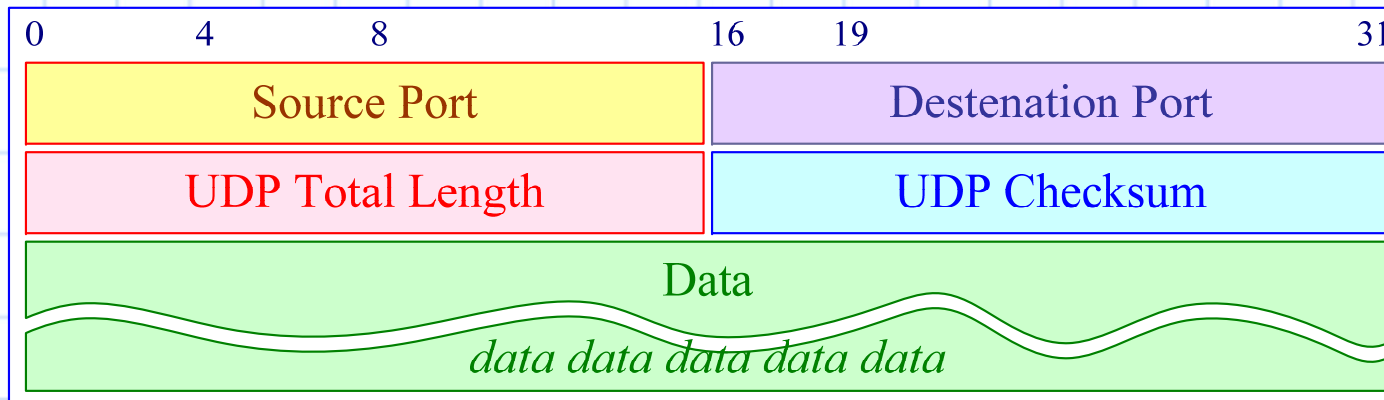 0 4 8 16 19 31
Source Port Destenation Port
UDP Total Length UDP Checksum
Data
data data data data data